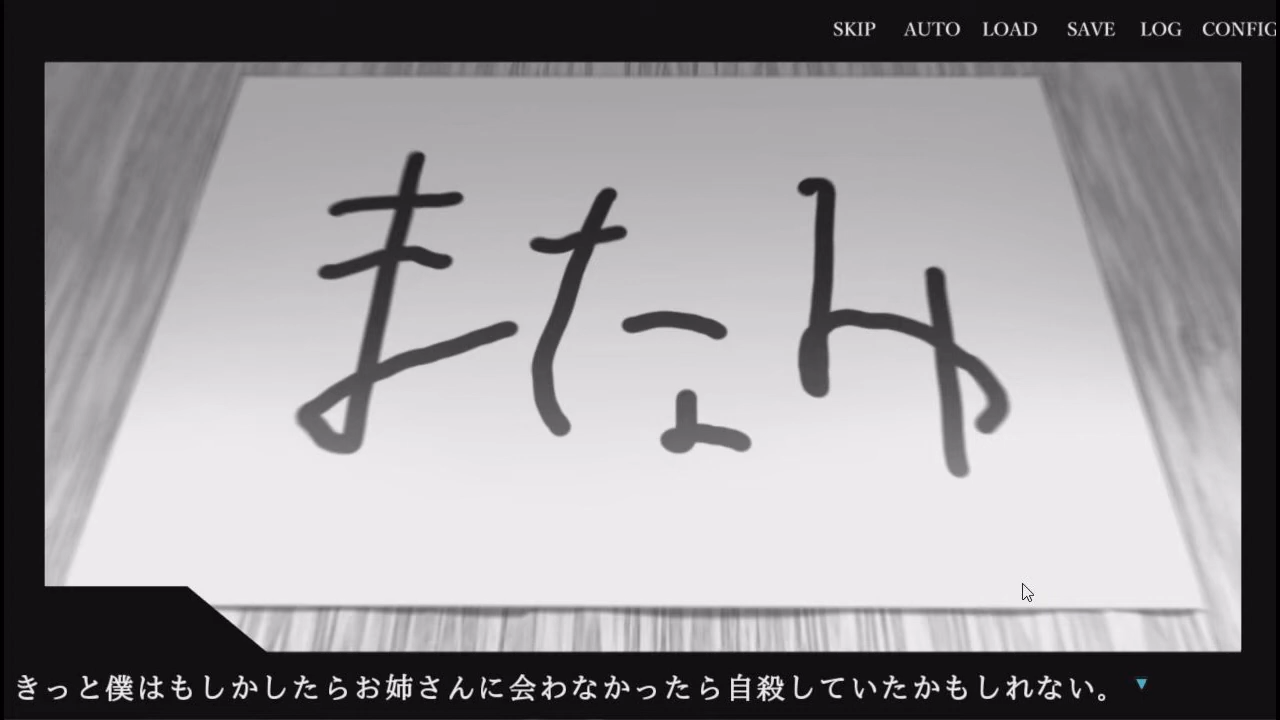 SKIP AUTO LOAD SAVE LOG CONFIG
まなみ
きっと僕はもしかしたらお姉さんに会わなかったら自殺していたかもしれない。